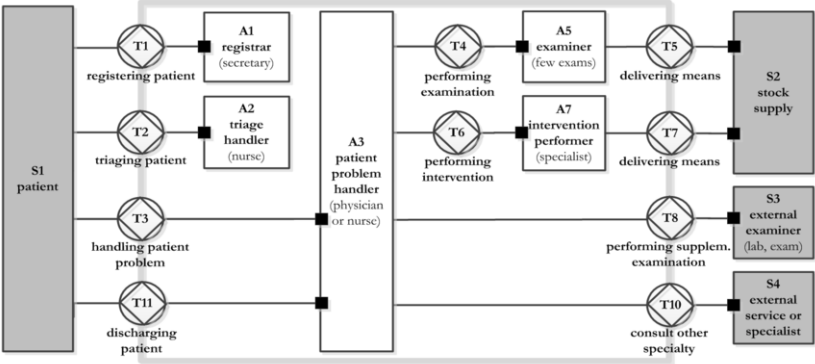 S1
patient
T1
registering patient
A1
registrar
(secretary)
T2
triaging patient
A2
triage
handler
(nurse)
T3
handling patient
problem
T11
discharging
patient
A3
patient
problem
handler
(physician
or nurse)
T4
performing
examination
A5
examiner
(few exams)
T5
delivering means
T6
performing
intervention
A7
intervention
performer
(specialist)
T7
delivering means
S2
stock
supply
T8
performing supplem.
examination
S3
external
examiner
(lab, exam)
T10
consult other
specialty
S4
external
service or
specialist